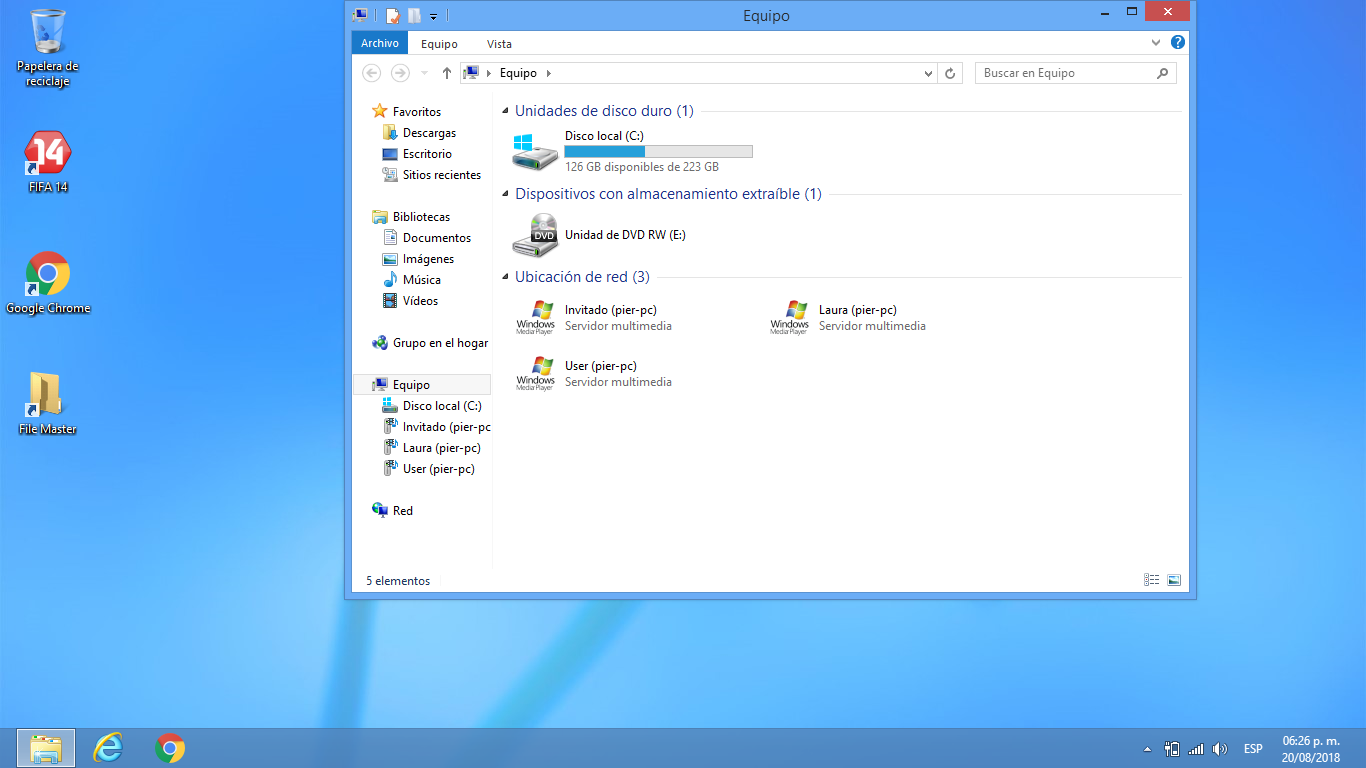 Papelera de
reciclaje
14
FIFA 14
Google Chrome
File Master
Equipo
Archivo
Equipo
Vista
Equipo
Buscar en Equipo
Favoritos
Descargas
Escritorio
Sitios recientes
Bibliotecas
Documentos
Imágenes
Música
Vídeos
Grupo en el hogar
Equipo
Disco local (C:)
Invitado (pier-pc
Laura (pier-pc)
User (pier-pc)
Red
Unidades de disco duro (1)
Disco local (C:)
126 GB disponibles de 223 GB
Dispositivos con almacenamiento extraíble (1)
DVD
Unidad de DVD RW (E:)
Ubicación de red (3)
Windows
Media Player
Invitado (pier-pc)
Servidor multimedia
Windows
Media Player
Laura (pier-pc)
Servidor multimedia
Windows
Media Player
User (pier-pc)
Servidor multimedia
5 elementos
ESP
06:26 p. m.
20/08/2018